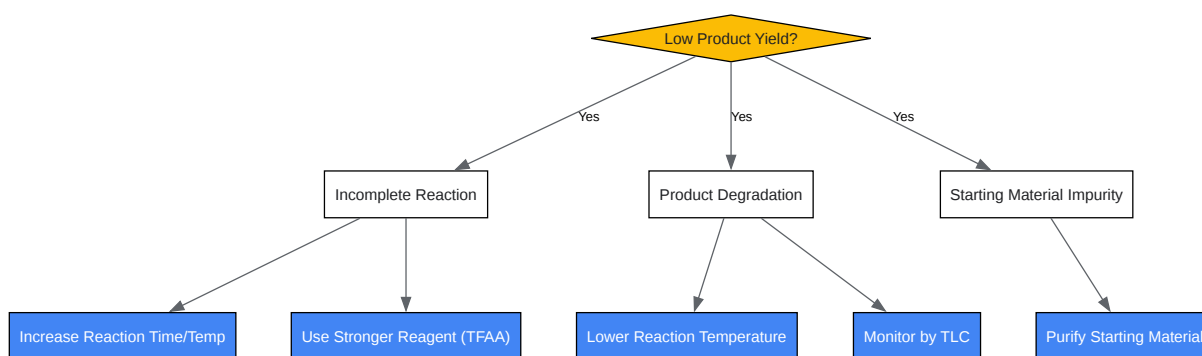 Low Product Yield?
Yes
Yes
Yes
Incomplete Reaction
Product Degradation
Starting Material Impurity
Increase Reaction Time/Temp
Use Stronger Reagent (TFAA)
Lower Reaction Temperature
Monitor by TLC
Purify Starting Material